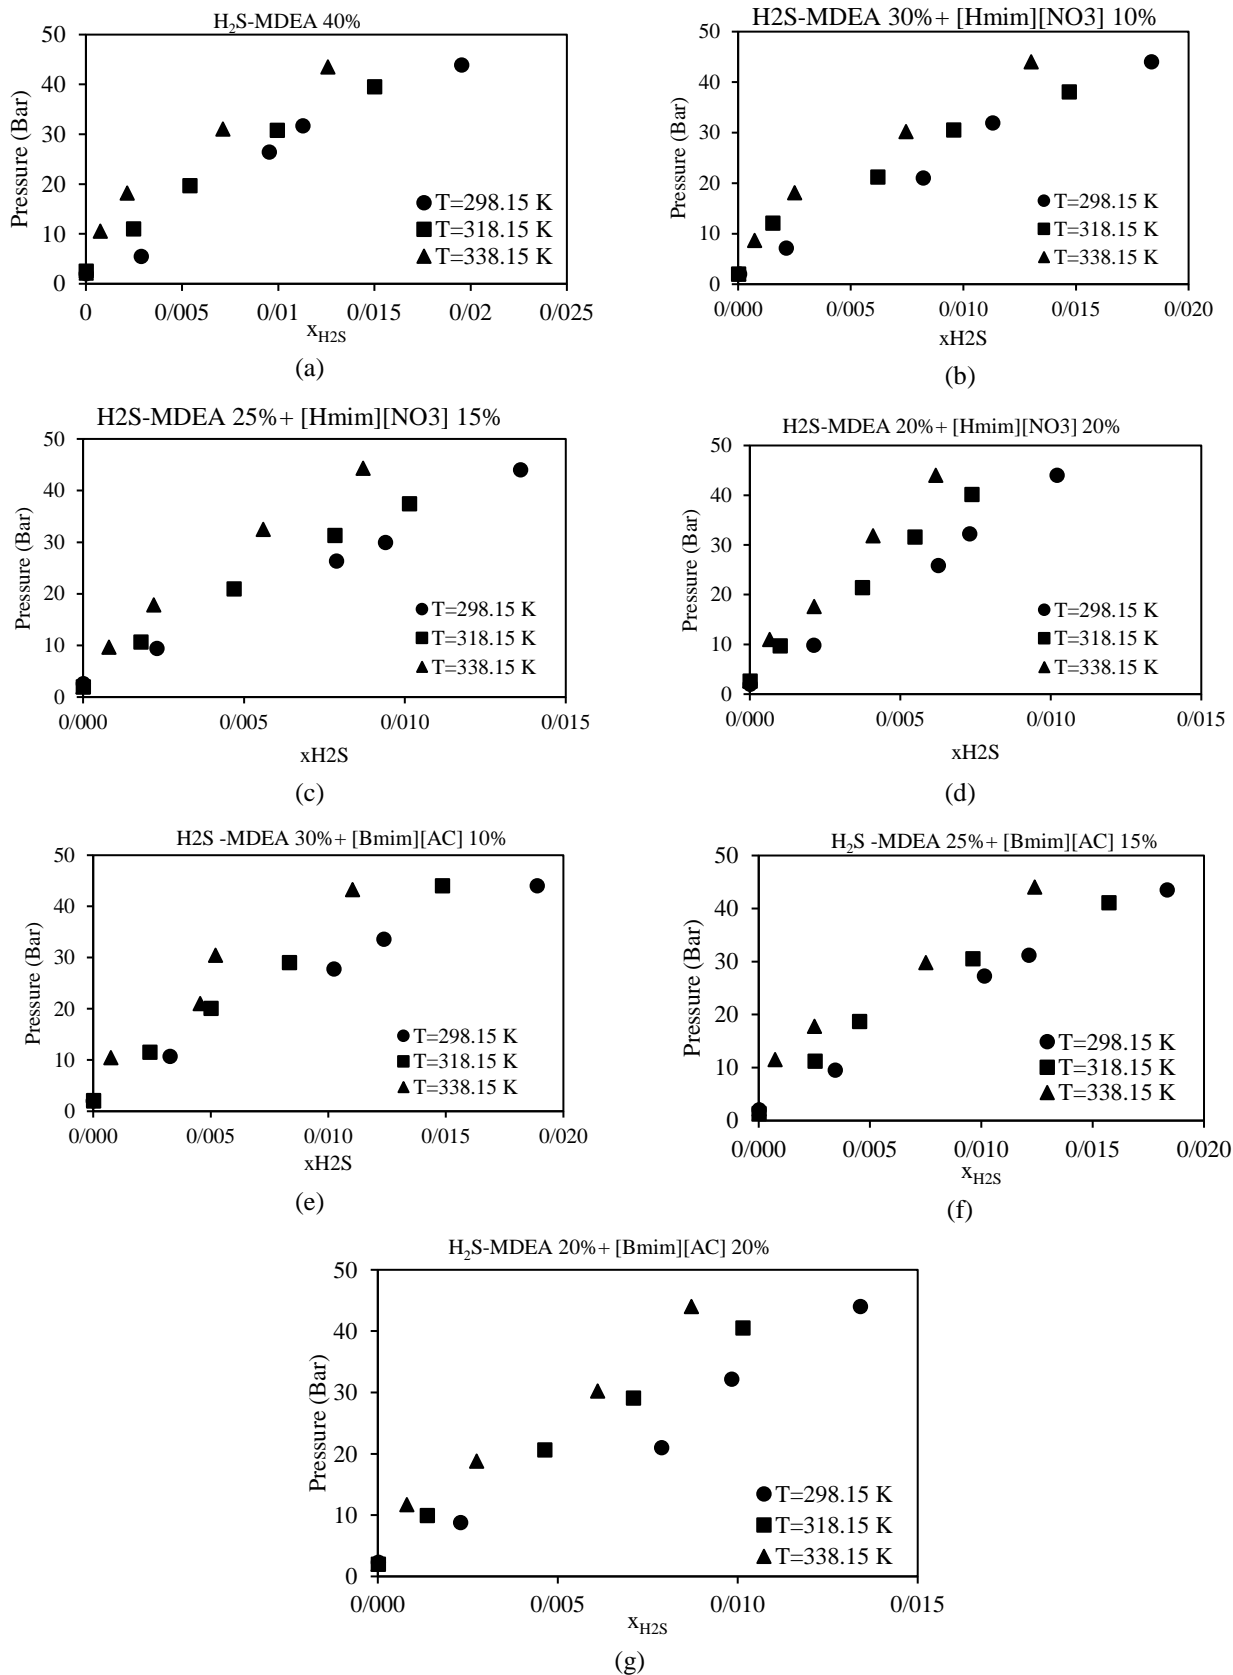 H₂S-MDEA 40%
50
40
30
20
10
0
Pressure (Bar)
T=298.15 K
T=318.15 K
T=338.15 K
0 0/005 0/01 0/015 0/02 0/025
xH2S
(a)
H2S-MDEA 30%+ [Hmim][NO3] 10%
50
40
30
20
10
0
Pressure (Bar)
T=298.15 K
T=318.15 K
T=338.15 K
0/000 0/005 0/010 0/015 0/020
xH2S
(b)
H2S-MDEA 25%+ [Hmim][NO3] 15%
50
40
30
20
10
0
Pressure (Bar)
T=298.15 K
T=318.15 K
T=338.15 K
0/000 0/005 0/010 0/015
xH2S
(c)
H2S-MDEA 20%+ [Hmim][NO3] 20%
50
40
30
20
10
0
Pressure (Bar)
T=298.15 K
T=318.15 K
T=338.15 K
0/000 0/005 0/010 0/015
xH2S
(d)
H2S -MDEA 30%+ [Bmim][AC] 10%
50
40
30
20
10
0
Pressure (Bar)
T=298.15 K
T=318.15 K
T=338.15 K
0/000 0/005 0/010 0/015 0/020
xH2S
(e)
H₂S -MDEA 25%+ [Bmim][AC] 15%
50
40
30
20
10
0
Pressure (Bar)
T=298.15 K
T=318.15 K
T=338.15 K
0/000 0/005 0/010 0/015 0/020
xH2S
(f)
H₂S-MDEA 20%+ [Bmim][AC] 20%
50
40
30
20
10
0
Pressure (Bar)
T=298.15 K
T=318.15 K
T=338.15 K
0/000 0/005 0/010 0/015
xH2S
(g)